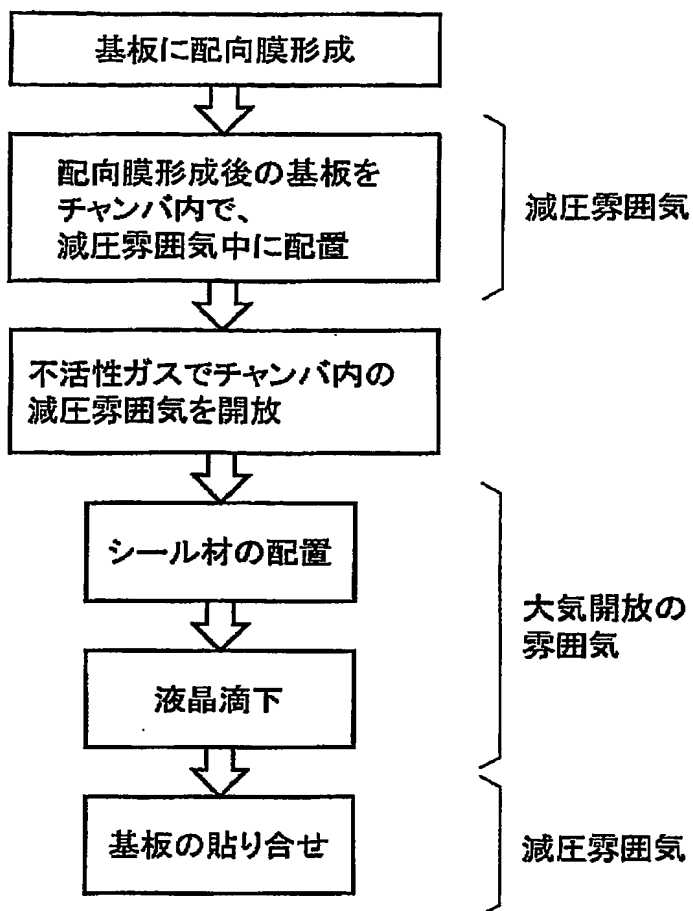 基板に配向膜形成
配向膜形成後の基板を
チャンバ内で、
減圧雰囲気中に配置
減圧雰囲気
不活性ガスでチャンバ内の
減圧雰囲気を開放
シール材の配置
大気開放の
雰囲気
液晶滴下
基板の貼り合せ
減圧雰囲気